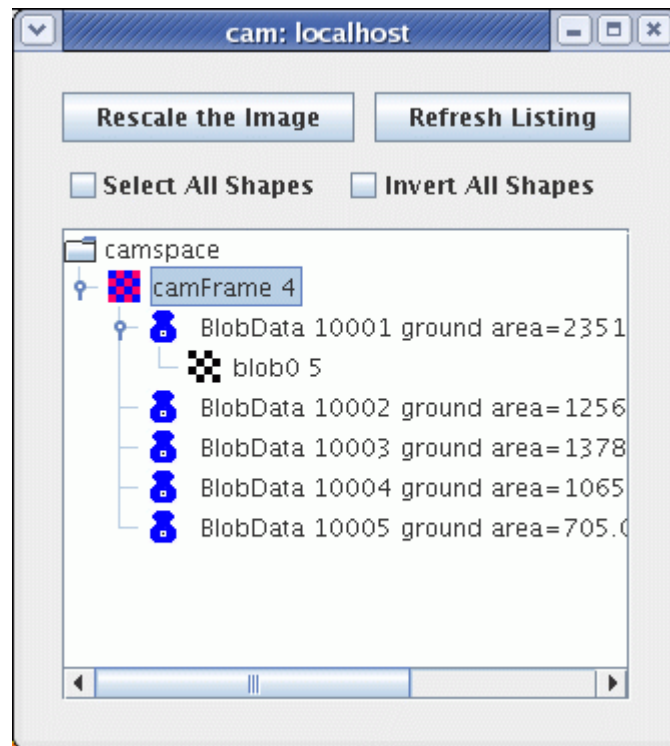 cam: localhost
Rescale the Image Refresh Listing
Select All Shapes Invert All Shapes
camspace
camFrame 4
BlobData 10001 ground area=2351
blob0 5
BlobData 10002 ground area=1256
BlobData 10003 ground area=1378
BlobData 10004 ground area=1065
BlobData 10005 ground area=705.